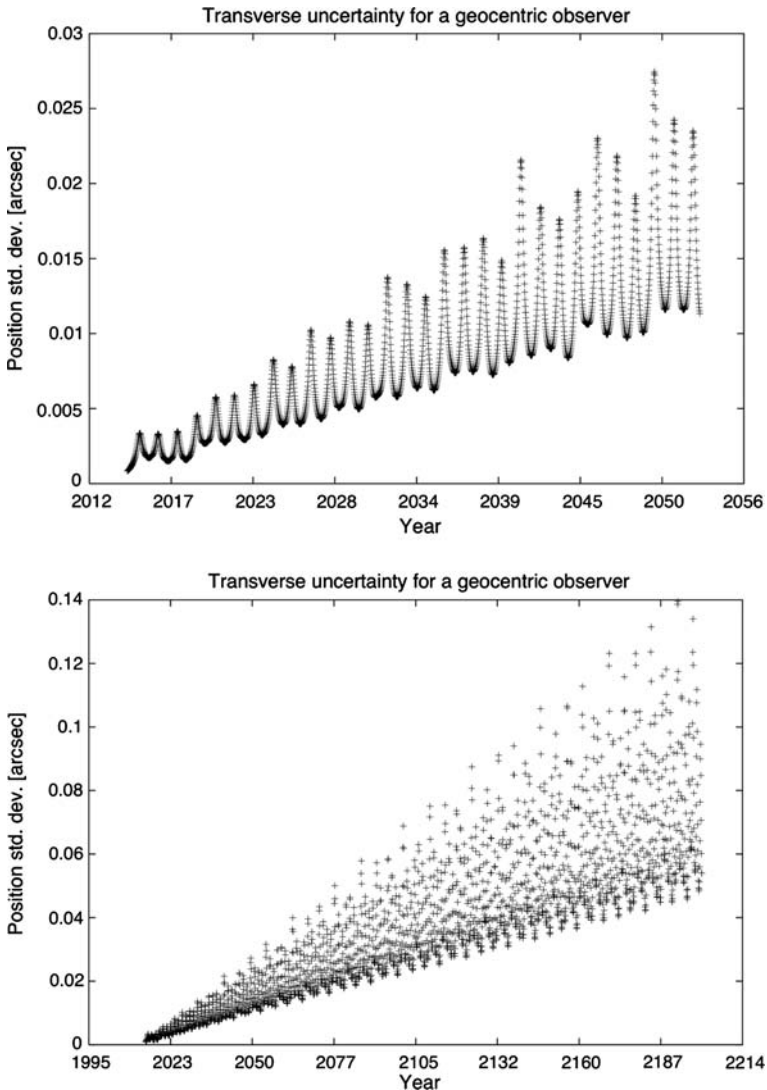 Transverse uncertainty for a geocentric observer
0.03
0.025
0.02
0.015
0.01
0.005
0
Position std. dev. [arcsec]
2012 2017 2023 2028 2034 2039 2045 2050 2056
Year
Transverse uncertainty for a geocentric observer
0.14
0.12
0.1
0.08
0.06
0.04
0.02
0
Position std. dev. [arcsec]
1995 2023 2050 2077 2105 2132 2160 2187 2214
Year